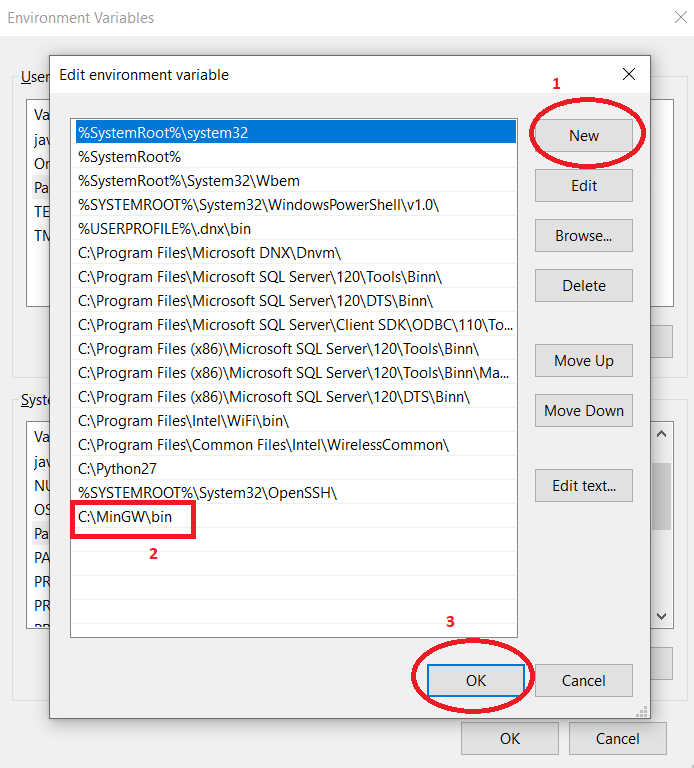 Environment Variables
Edit environment variable
1
User
Va
jav
On
Pa
TE
TM
Syste
Va
jav
NU
OS
Pa
PA
PR
PR
%SystemRoot%\system32
%SystemRoot%
%SystemRoot%\System32\Wbem
%SYSTEMROOT%\System32\WindowsPowerShell\v1.0\
%USERPROFILE%\.dnx\bin
C:\Program Files\Microsoft DNX\Dnvm\
C:\Program Files\Microsoft SQL Server\120\Tools\Binn\
C:\Program Files\Microsoft SQL Server\120\DTS\Binn\
C:\Program Files\Microsoft SQL Server\Client SDK\ODBC\110\To...
C:\Program Files (x86)\Microsoft SQL Server\120\Tools\Binn\
C:\Program Files (x86)\Microsoft SQL Server\120\Tools\Binn\Ma...
C:\Program Files (x86)\Microsoft SQL Server\120\DTS\Binn\
C:\Program Files\Intel\WiFi\bin\
C:\Program Files\Common Files\Intel\WirelessCommon\
C:\Python27
%SYSTEMROOT%\System32\OpenSSH\
C:\MinGW\bin
2
New
Edit
Browse...
Delete
Move Up
Move Down
Edit text...
3
OK
Cancel
OK
Cancel